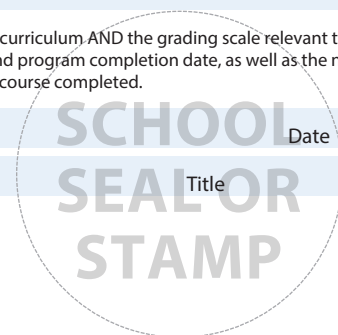 curriculum AND the grading scale relevant t
nd program completion date, as well as the
course completed.
SCHOOL
Date
SEAL OR
Title
STAMP